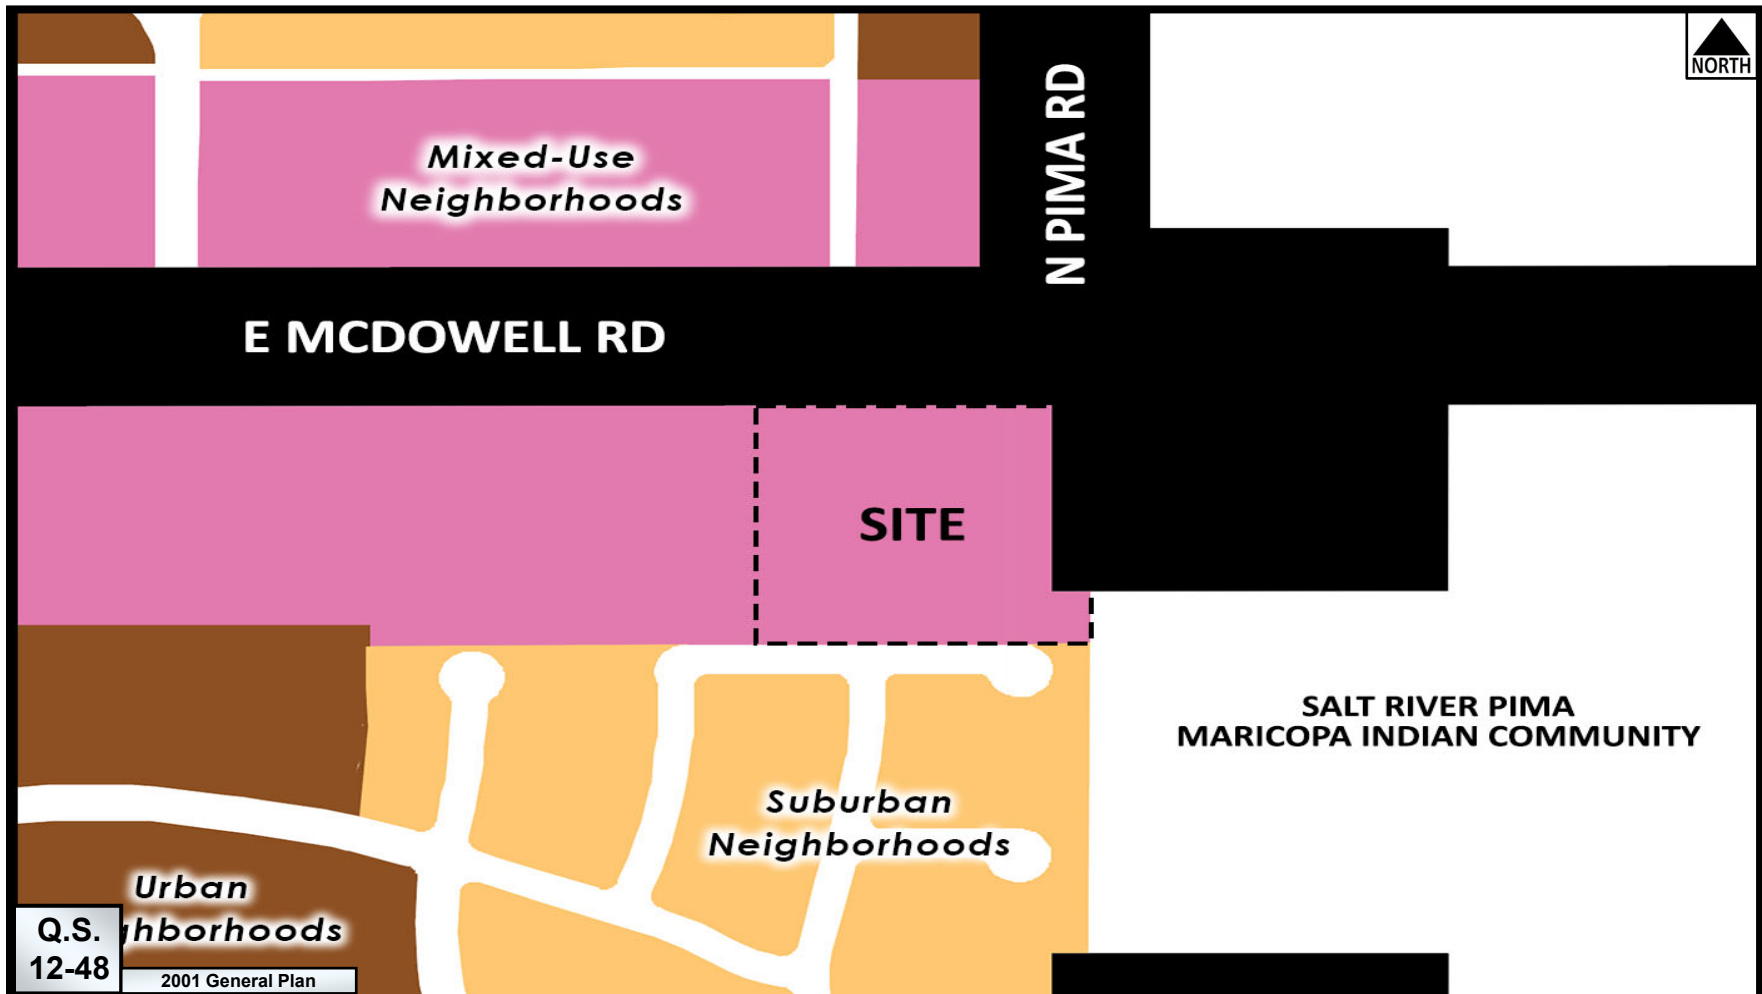 NORTH
N PIMA RD
Mixed-Use
Neighborhoods
E MCDOWELL RD
SITE
SALT RIVER PIMA
MARICOPA INDIAN COMMUNITY
Suburban
Neighborhoods
Urban
ghborhoods
Q.S.
12-48
2001 General Plan